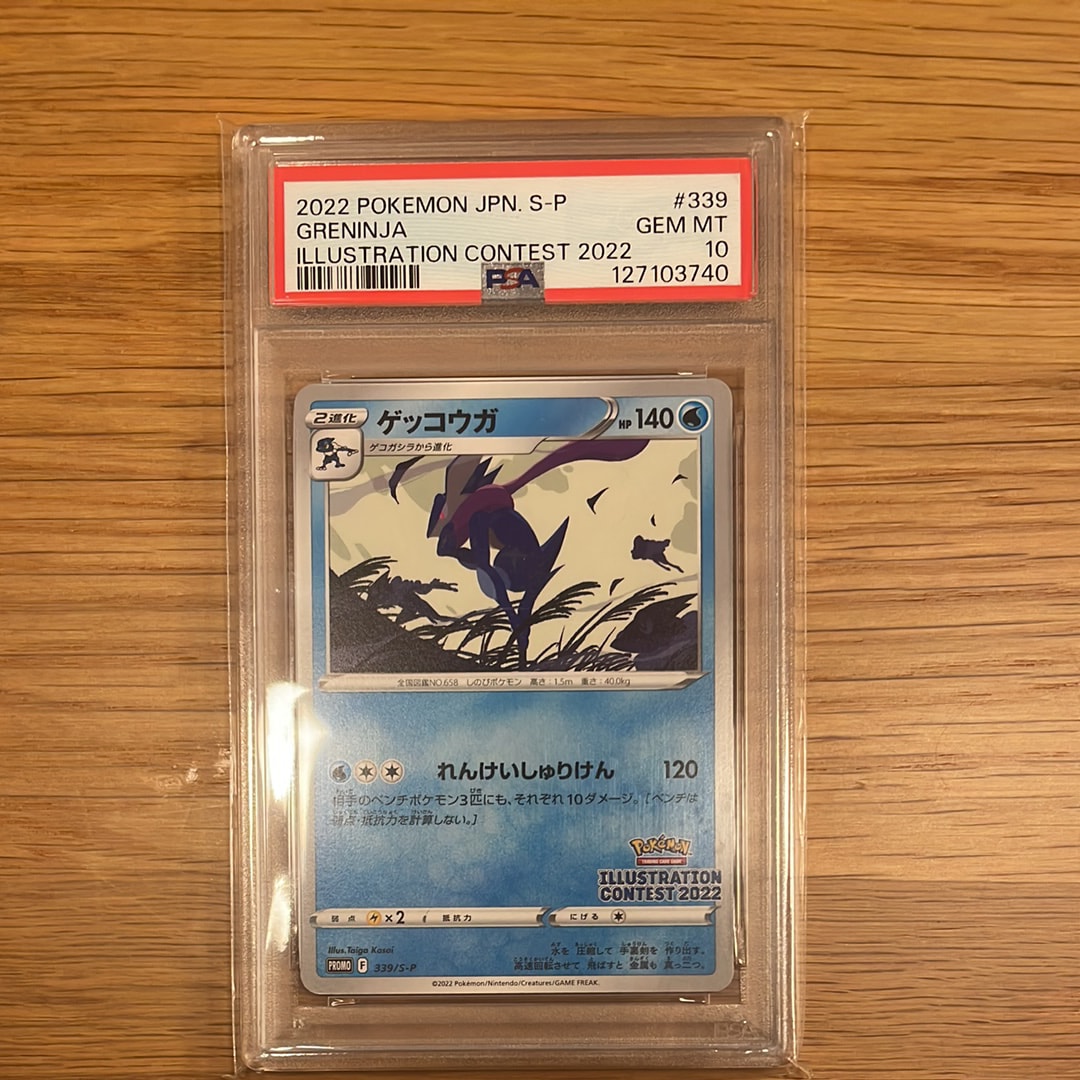 2022 POKEMON JPN. S-P #339
GRENINJA GEM MT
ILLUSTRATION CONTEST 2022 10
PSA 127103740
2進化 ゲッコウガ HP 140
ゲコガシラから進化
全国図鑑NO.658 しのびポケモン 高さ:1.5m 重さ:40.0kg
れんけいしゅりけん 120
相手のベンチポケモン3匹にも、それぞれ10ダメージ。[ベンチは
弱点・抵抗力を計算しない。]
Pokémon
TRADING CARD GAME
ILLUSTRATION
CONTEST 2022
弱点 ×2 抵抗力 にげる
Illus.Taiga Kasai
水を圧縮して手裏剣を作り出す。
PROMO F 339/S-P
高速回転させて飛ばすと金属も真っ二つ。
©2022 Pokémon/Nintendo/Creatures/GAME FREAK.